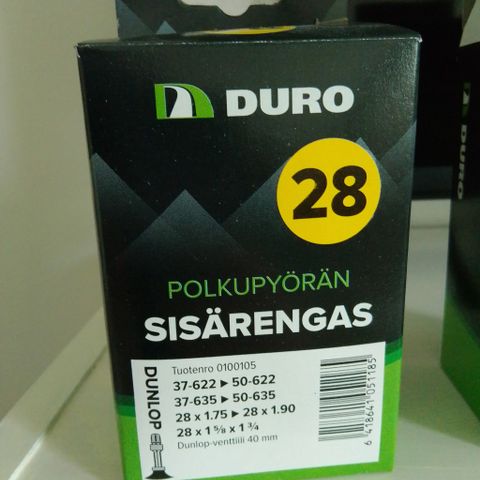 DURO
28
POLKUPYÖRÄN
SISÄRENGAS
DUNLOP
Tuotenro 0100105
37-622 ▸ 50-622
37-635 ▸ 50-635
28 x 1.75 ▸ 28 x 1.90
28 x 1 5/8 x 1 3/4
Dunlop-venttiili 40 mm
6 418641 051185
DURO